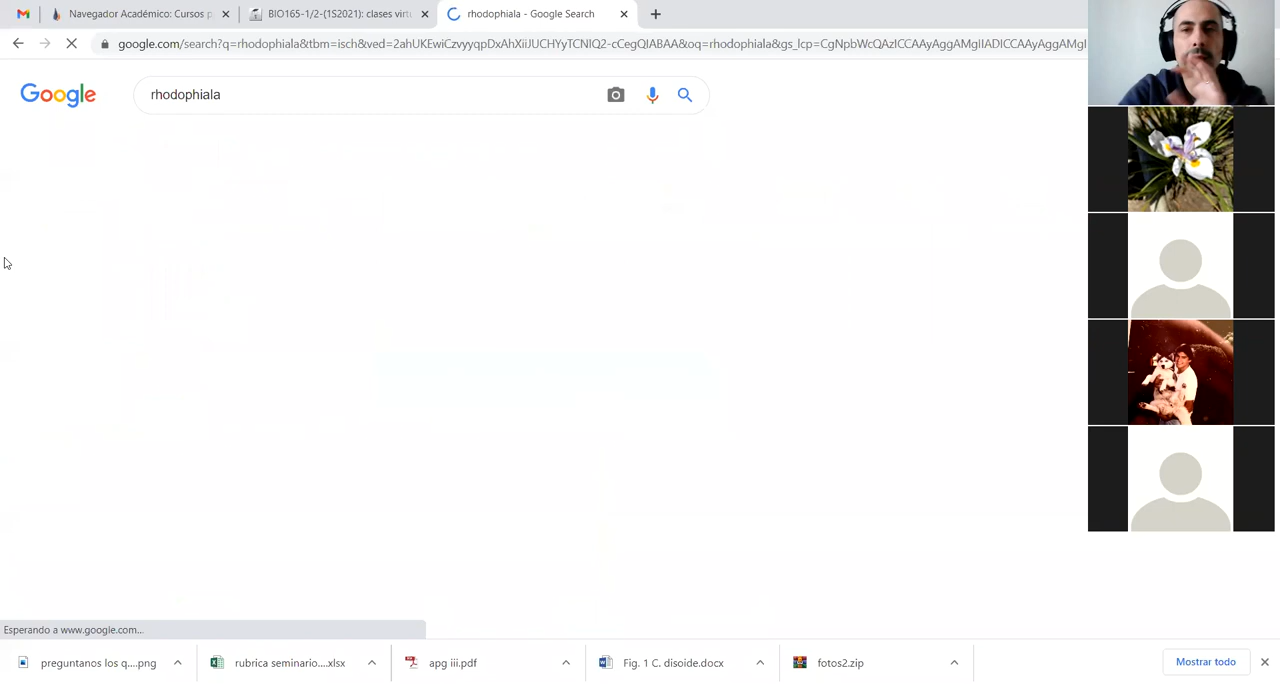 Navegador Académico: Cursos p
BIO165-1/2-(1S2021): clases virtu
rhodophiala - Google Search
google.com/search?q=rhodophiala&tbm=isch&ved=2ahUKEwiCzvyyqpDxAhXiiJUCHYyTCNIQ2-cCegQIABAA&oq=rhodophiala&gs_lcp=CgNpbWcQAzICCAAyAggAMgIIADICCAAyAggAMgI
Google
rhodophiala
Esperando a www.google.com...
preguntanos los q....png
rubrica seminario....xlsx
apg iii.pdf
Fig. 1 C. disoide.docx
fotos2.zip
Mostrar todo